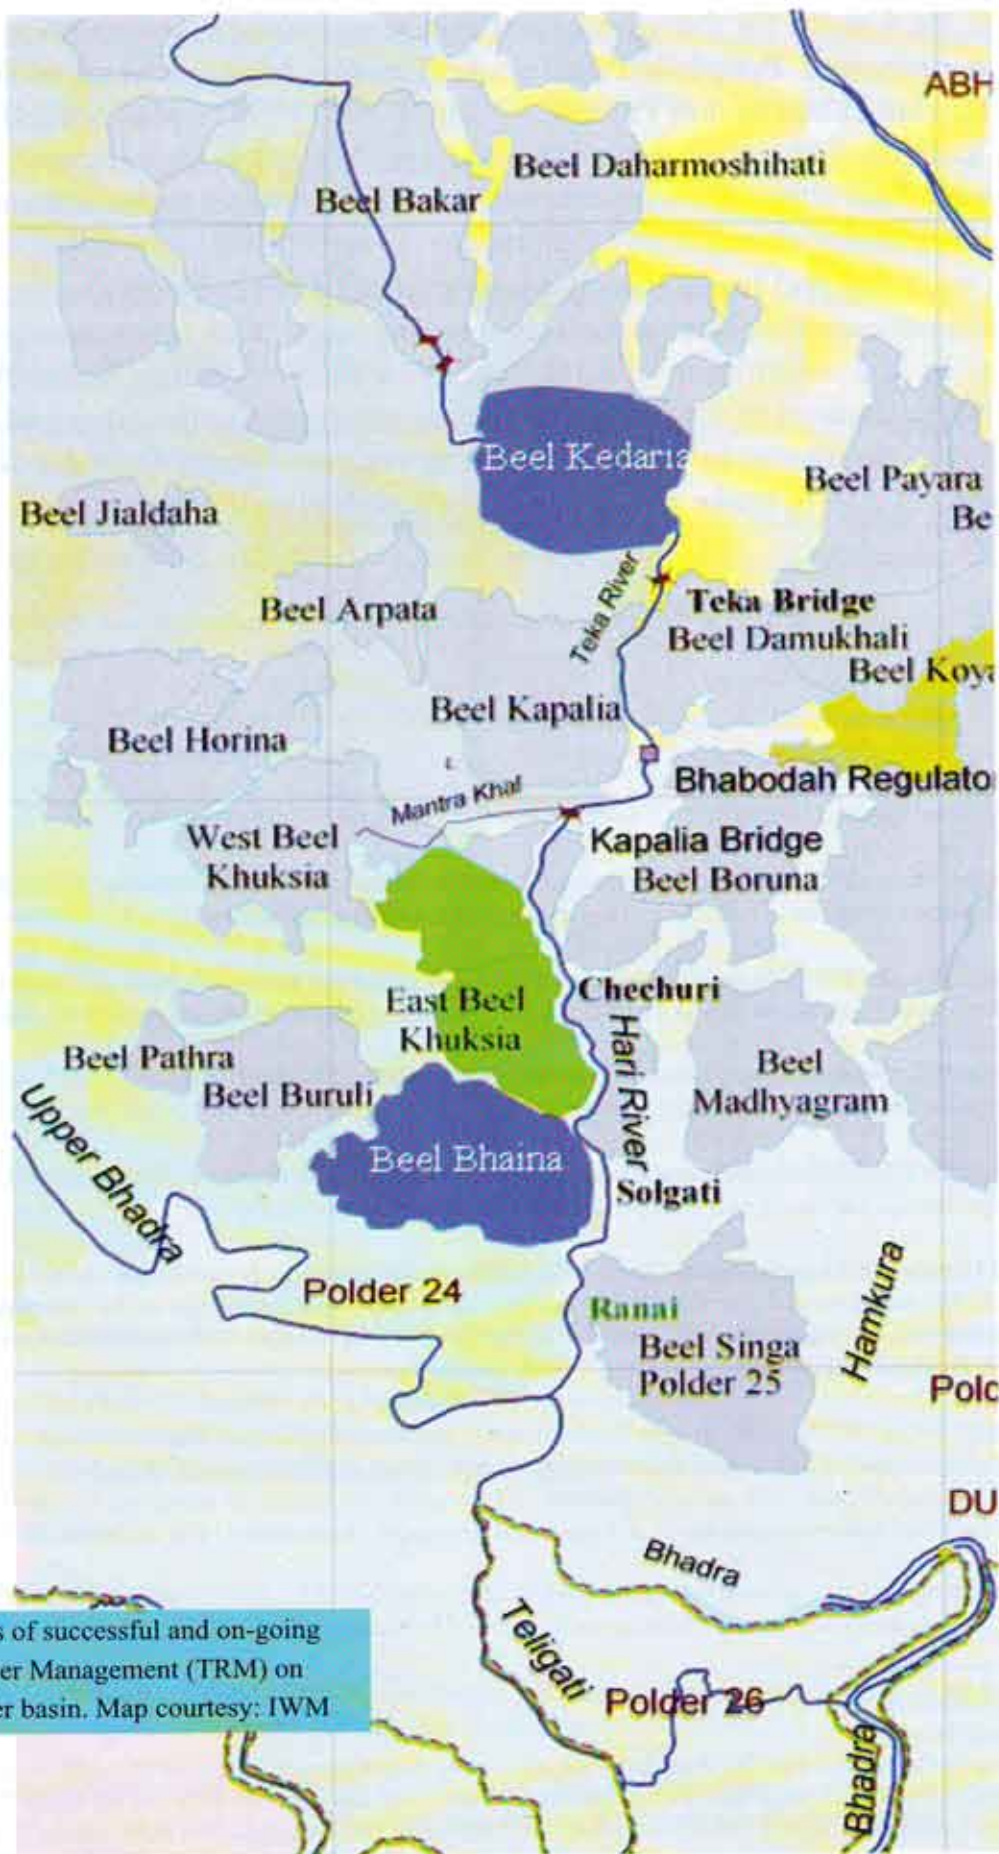 ABH
Beel Daharmoshihati
Beel Bakar
Beel Kedaria
Beel Payara
Be
Beel Jialdaha
Teka River
Teka Bridge
Beel Arpata
Beel Damukhali
Beel Koya
Beel Kapalia
Beel Horina
Bhabodah Regulato
Mantra Khal
West Beel
Khuksia
Kapalia Bridge
Beel Boruna
East Beel
Khuksia
Chechuri
Hari River
Beel Pathra
Beel
Madhyagram
Beel Buruli
Upper Bhadra
Beel Bhaina
Solgati
Polder 24
Ranai
Hamkura
Beel Singa
Polder 25
Pold
DU
Bhadra
Teligati
s of successful and on-going
er Management (TRM) on
er basin. Map courtesy: IWM
Polder 26
Bhadra